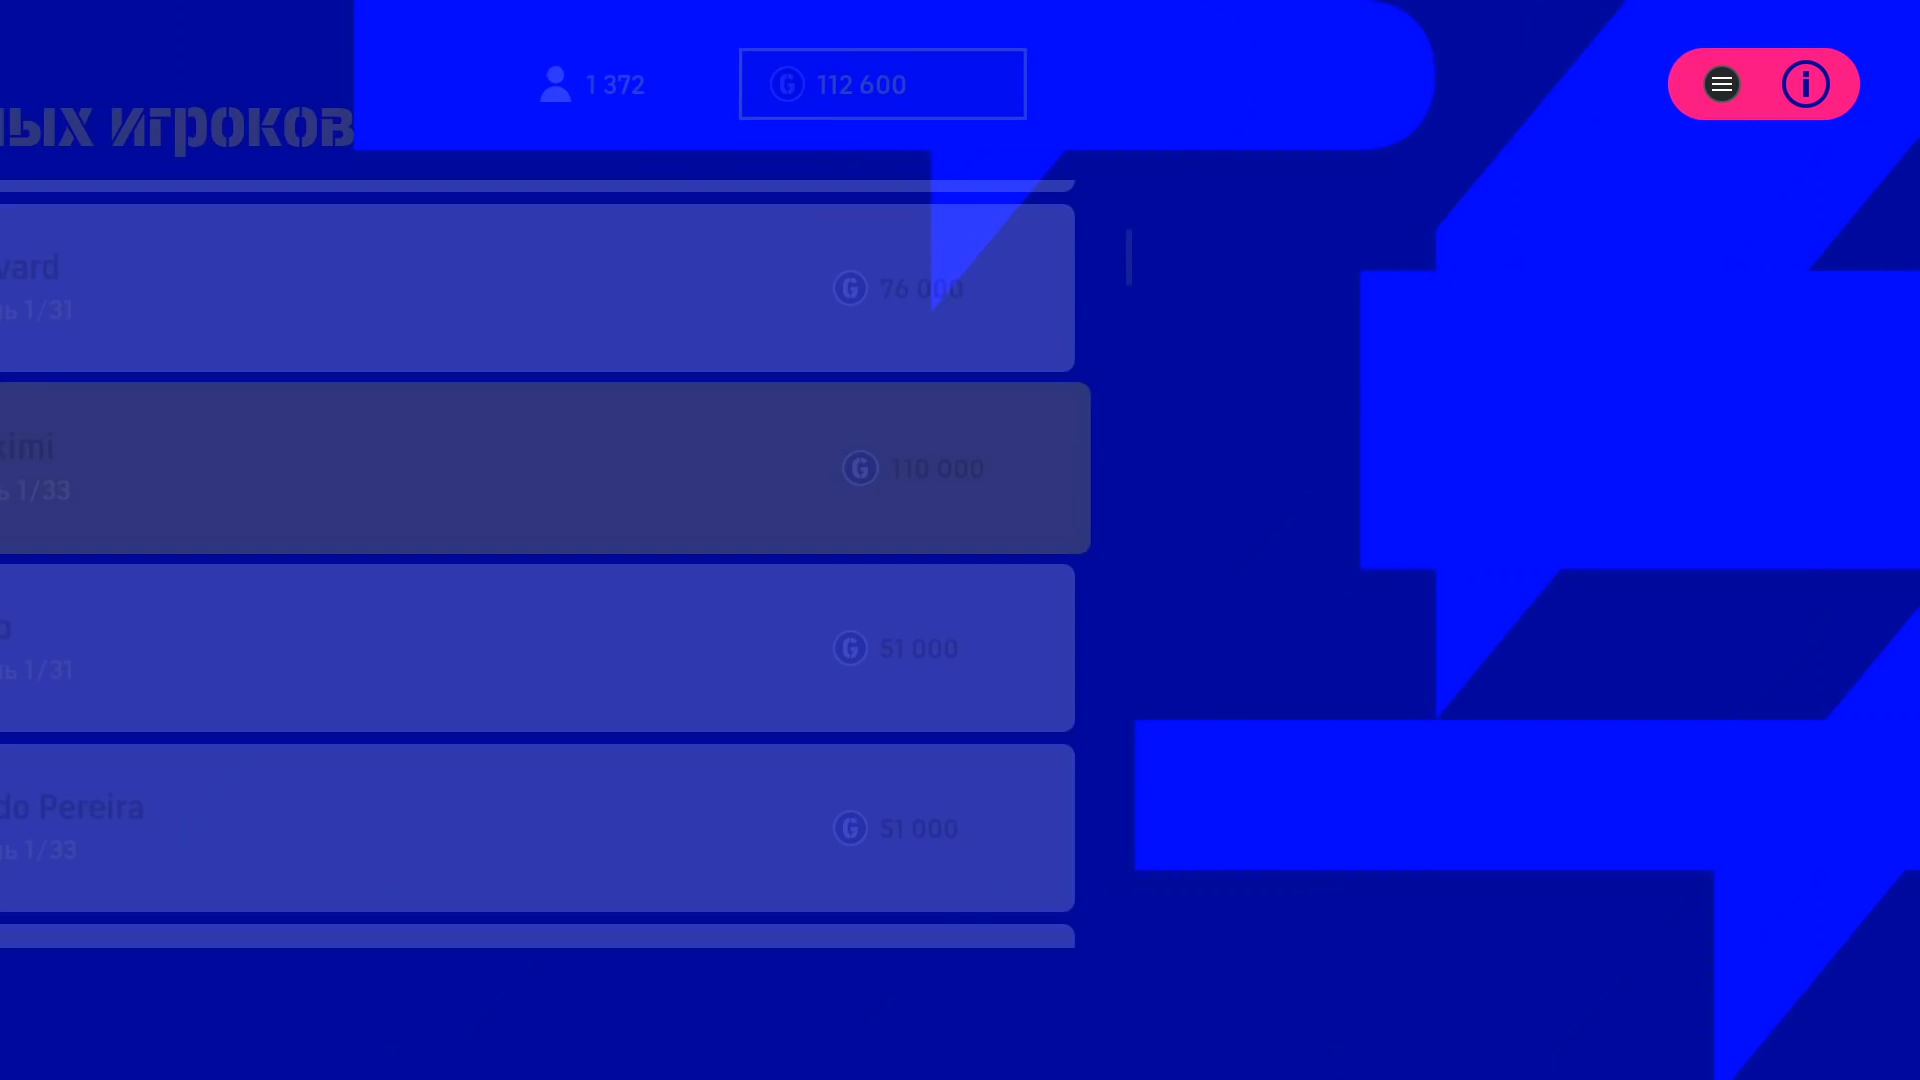 1 372
G 112 600
ых игроков
vard
ь 1/31
G 76 000
kimi
ь 1/33
G 110 000
o
ь 1/31
G 51 000
do Pereira
ь 1/33
G 51 000